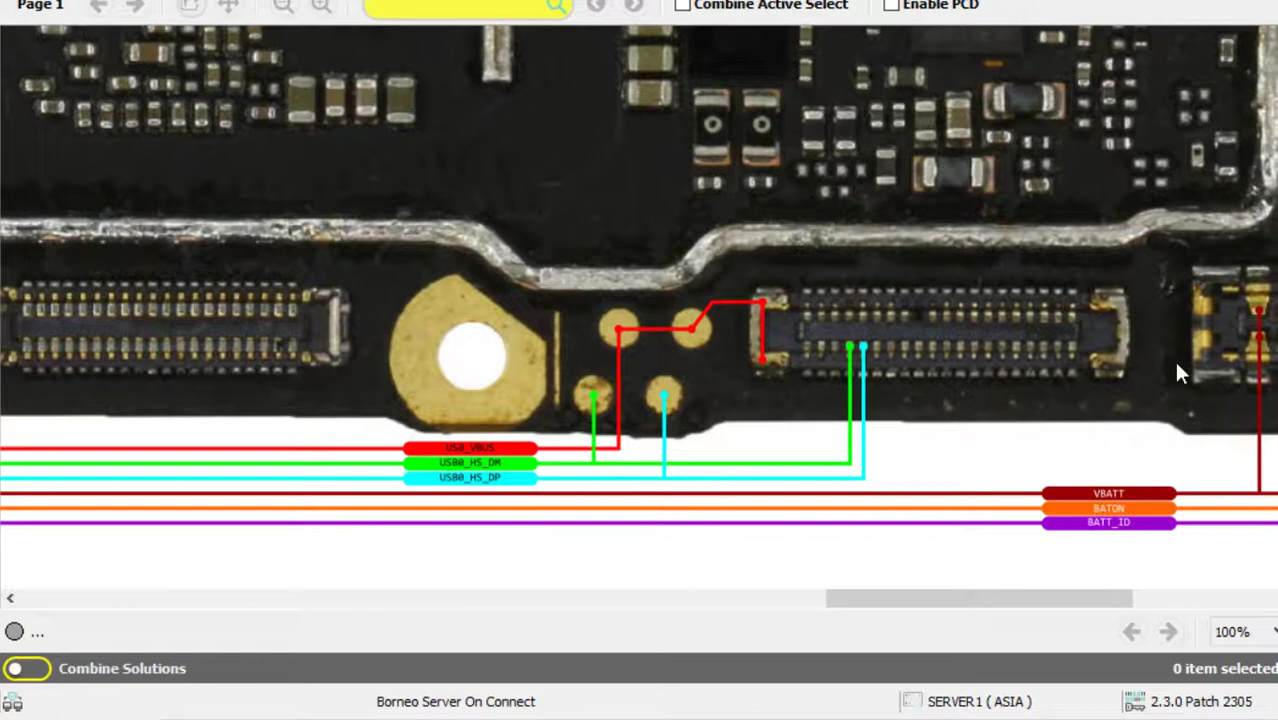 Page 1
Combine Active Select
Enable PCD
USB_VBUS
USB0_HS_DM
USB0_HS_DP
VBATT
BATON
BATT_ID
...
100%
Combine Solutions
0 item selected
Borneo Server On Connect
SERVER1 ( ASIA )
2.3.0 Patch 2305